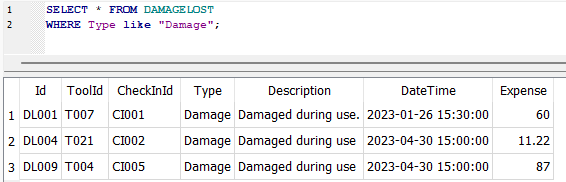 1 SELECT * FROM DAMAGELOST
2 WHERE Type like "Damage";
Id ToolId CheckInId Type Description DateTime Expense
1 DL001 T007 CI001 Damage Damaged during use. 2023-01-26 15:30:00 60
2 DL004 T021 CI002 Damage Damaged during use 2023-04-30 15:00:00 11.22
3 DL009 T004 CI005 Damage Damaged during use 2023-04-30 15:00:00 87